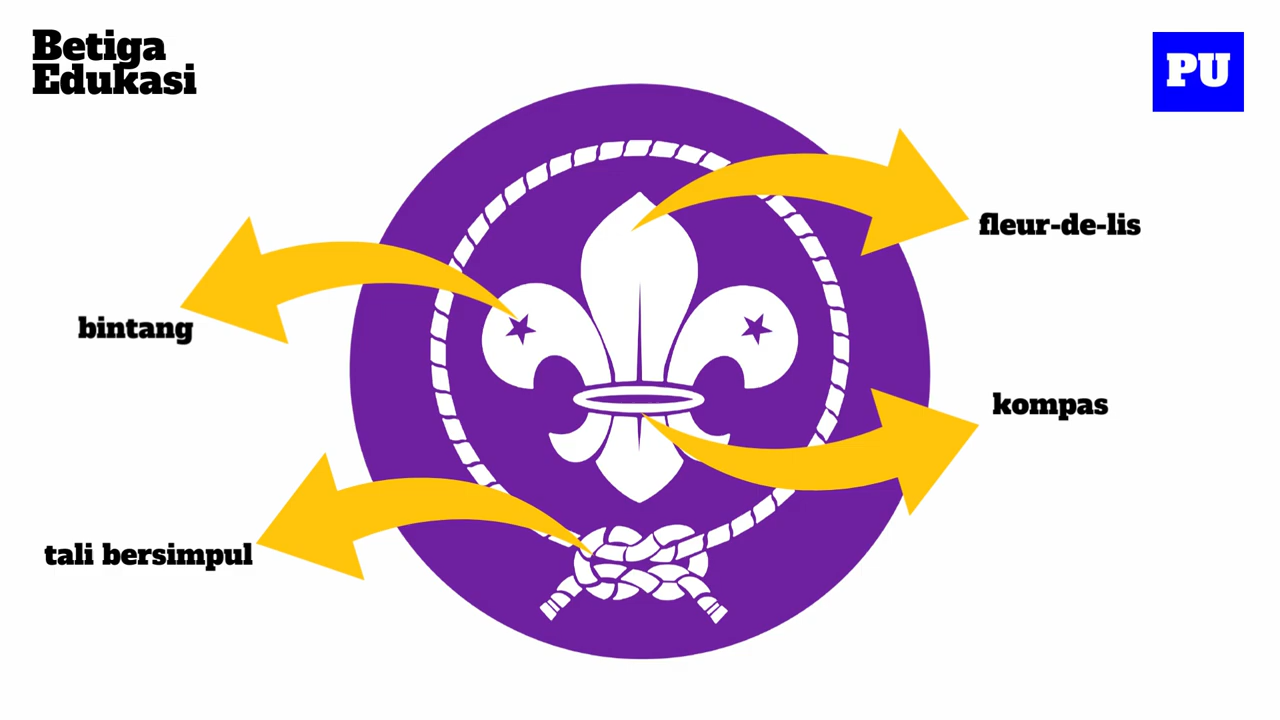 Betiga
Edukasi
PU
fleur-de-lis
bintang
kompas
tali bersimpul